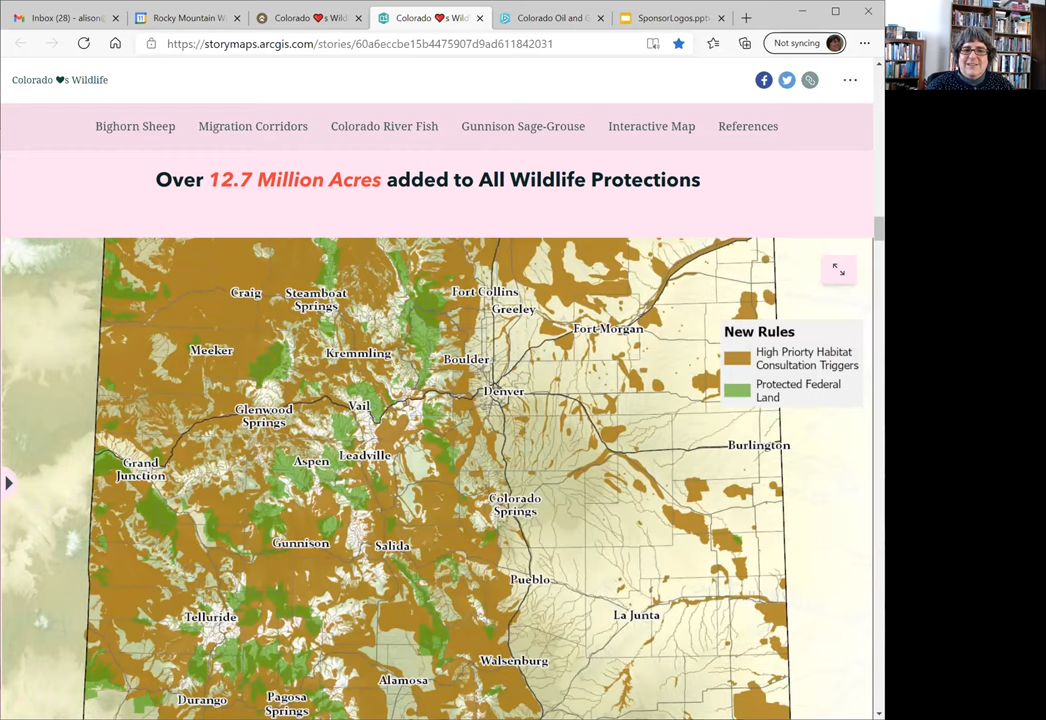 Inbox (28) - alison@
Rocky Mountain W
Colorado ❤s Wild
Colorado ❤s Wild
Colorado Oil and G
SponsorLogos.pptx
https://storymaps.arcgis.com/stories/60a6eccbe15b4475907d9ad611842031
Not syncing
Colorado ♥s Wildlife
Bighorn Sheep
Migration Corridors
Colorado River Fish
Gunnison Sage-Grouse
Interactive Map
References
Over 12.7 Million Acres added to All Wildlife Protections
Craig
Steamboat
Springs
Fort Collins
Greeley
Fort Morgan
New Rules
High Priorty Habitat
Consultation Triggers
Protected Federal
Land
Meeker
Kremmling
Boulder
Denver
Glenwood
Springs
Vail
Burlington
Grand
Junction
Aspen
Leadville
Colorado
Springs
Gunnison
Salida
Pueblo
Telluride
La Junta
Walsenburg
Alamosa
Durango
Pagosa
Springs